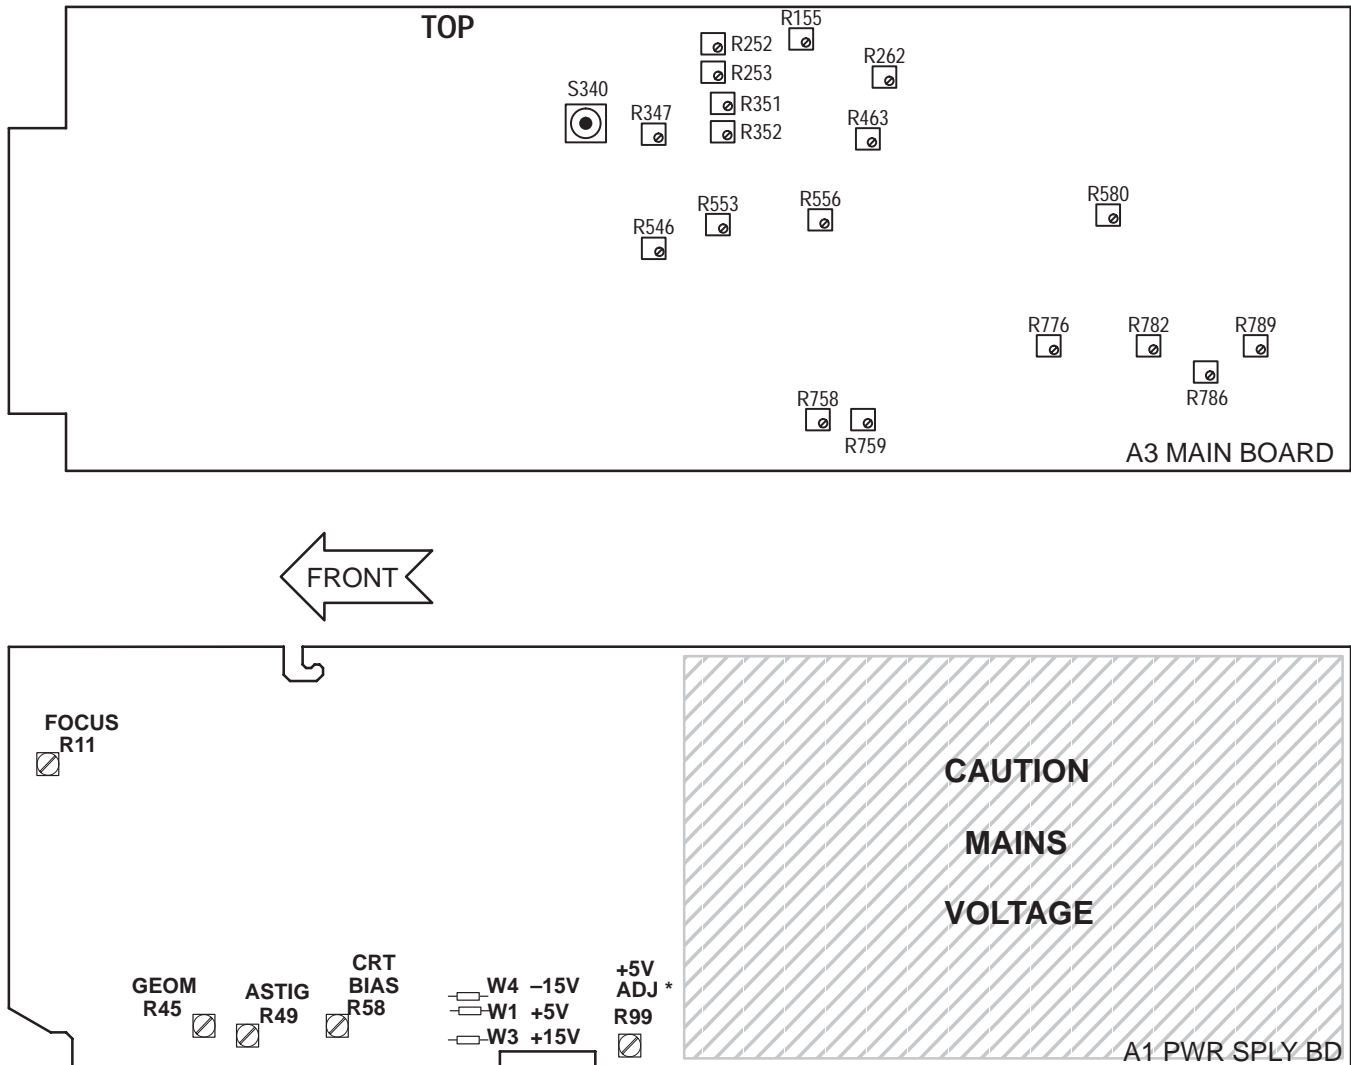 TOP
R155
R252
R253
R262
S340
R351
R347
R352
R463
R553
R556
R580
R546
R776
R782
R789
R786
R758
R759
A3 MAIN BOARD
FRONT
FOCUS
R11
CAUTION
MAINS
VOLTAGE
GEOM
R45
ASTIG
R49
CRT
BIAS
R58
W4 –15V
W1 +5V
W3 +15V
+5V
ADJ *
R99
A1 PWR SPLY BD